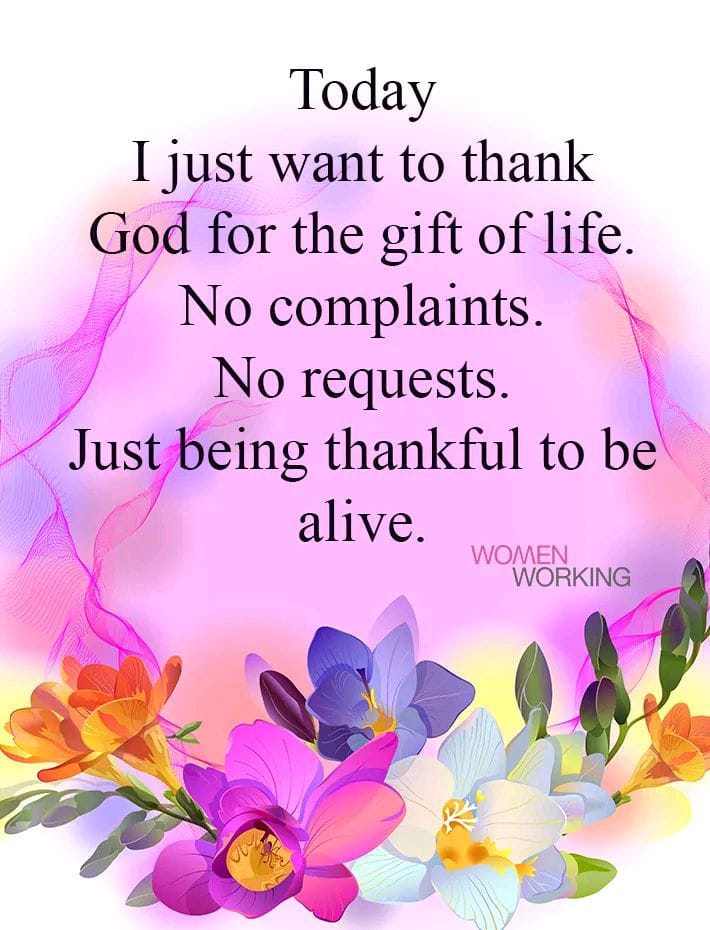 Today
I just want to thank
God for the gift of life.
No complaints.
No requests.
Just being thankful to be
alive.
WOMEN
WORKING